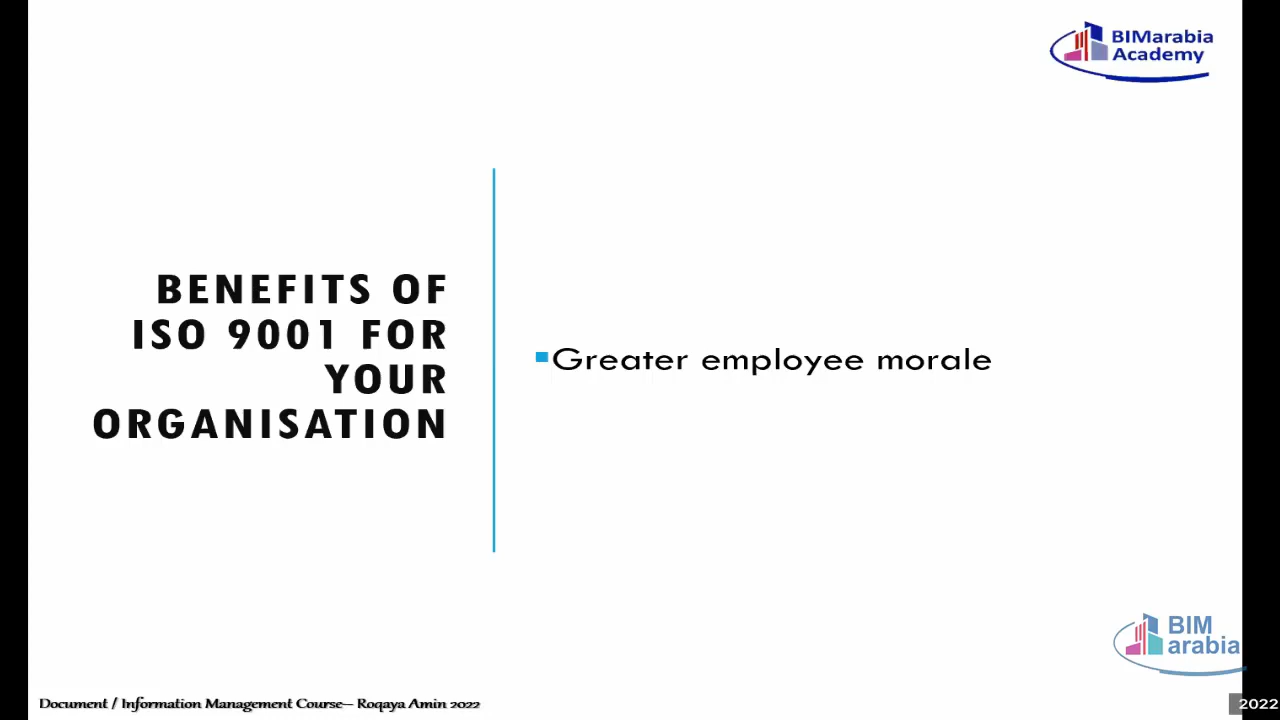 BIMarabia
Academy
BENEFITS OF
ISO 9001 FOR
YOUR
ORGANISATION
Greater employee morale
BIM
arabia
Document / Information Management Course– Roqaya Amin 2022
2022